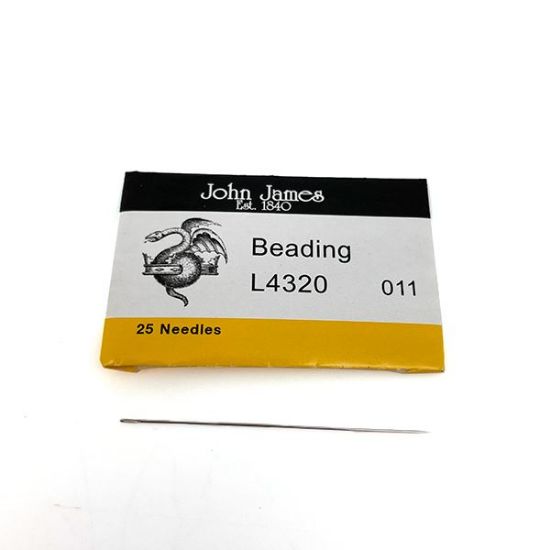 John James
Est. 1840
Beading
L4320 011
25 Needles